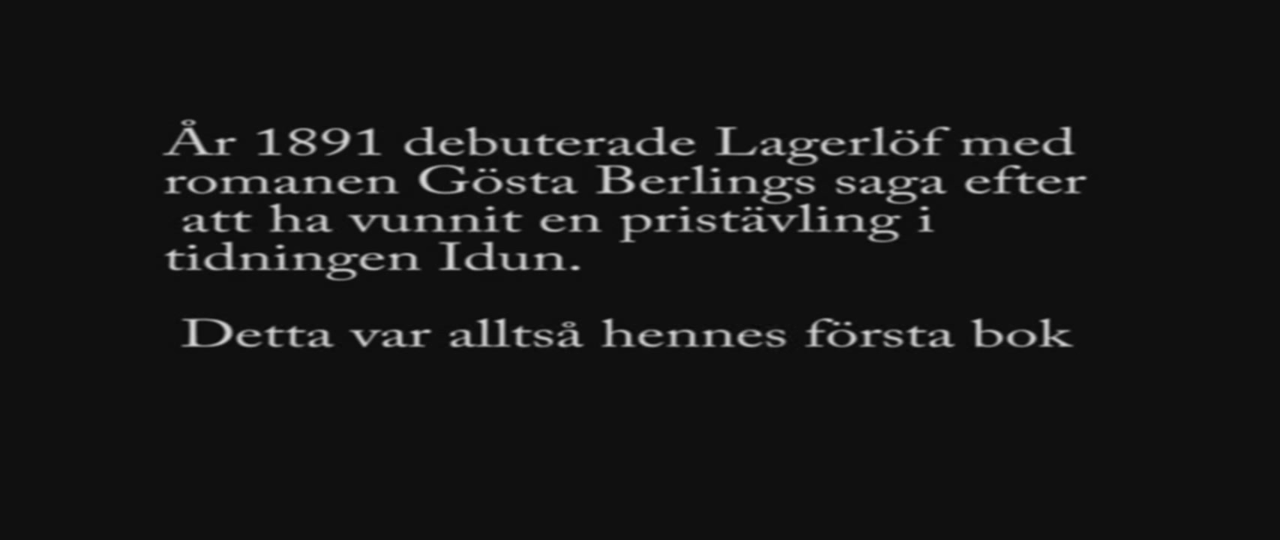 År 1891 debuterade Lagerlöf med
romanen Gösta Berlings saga efter
att ha vunnit en pristävling i
tidningen Idun.
Detta var alltså hennes första bok